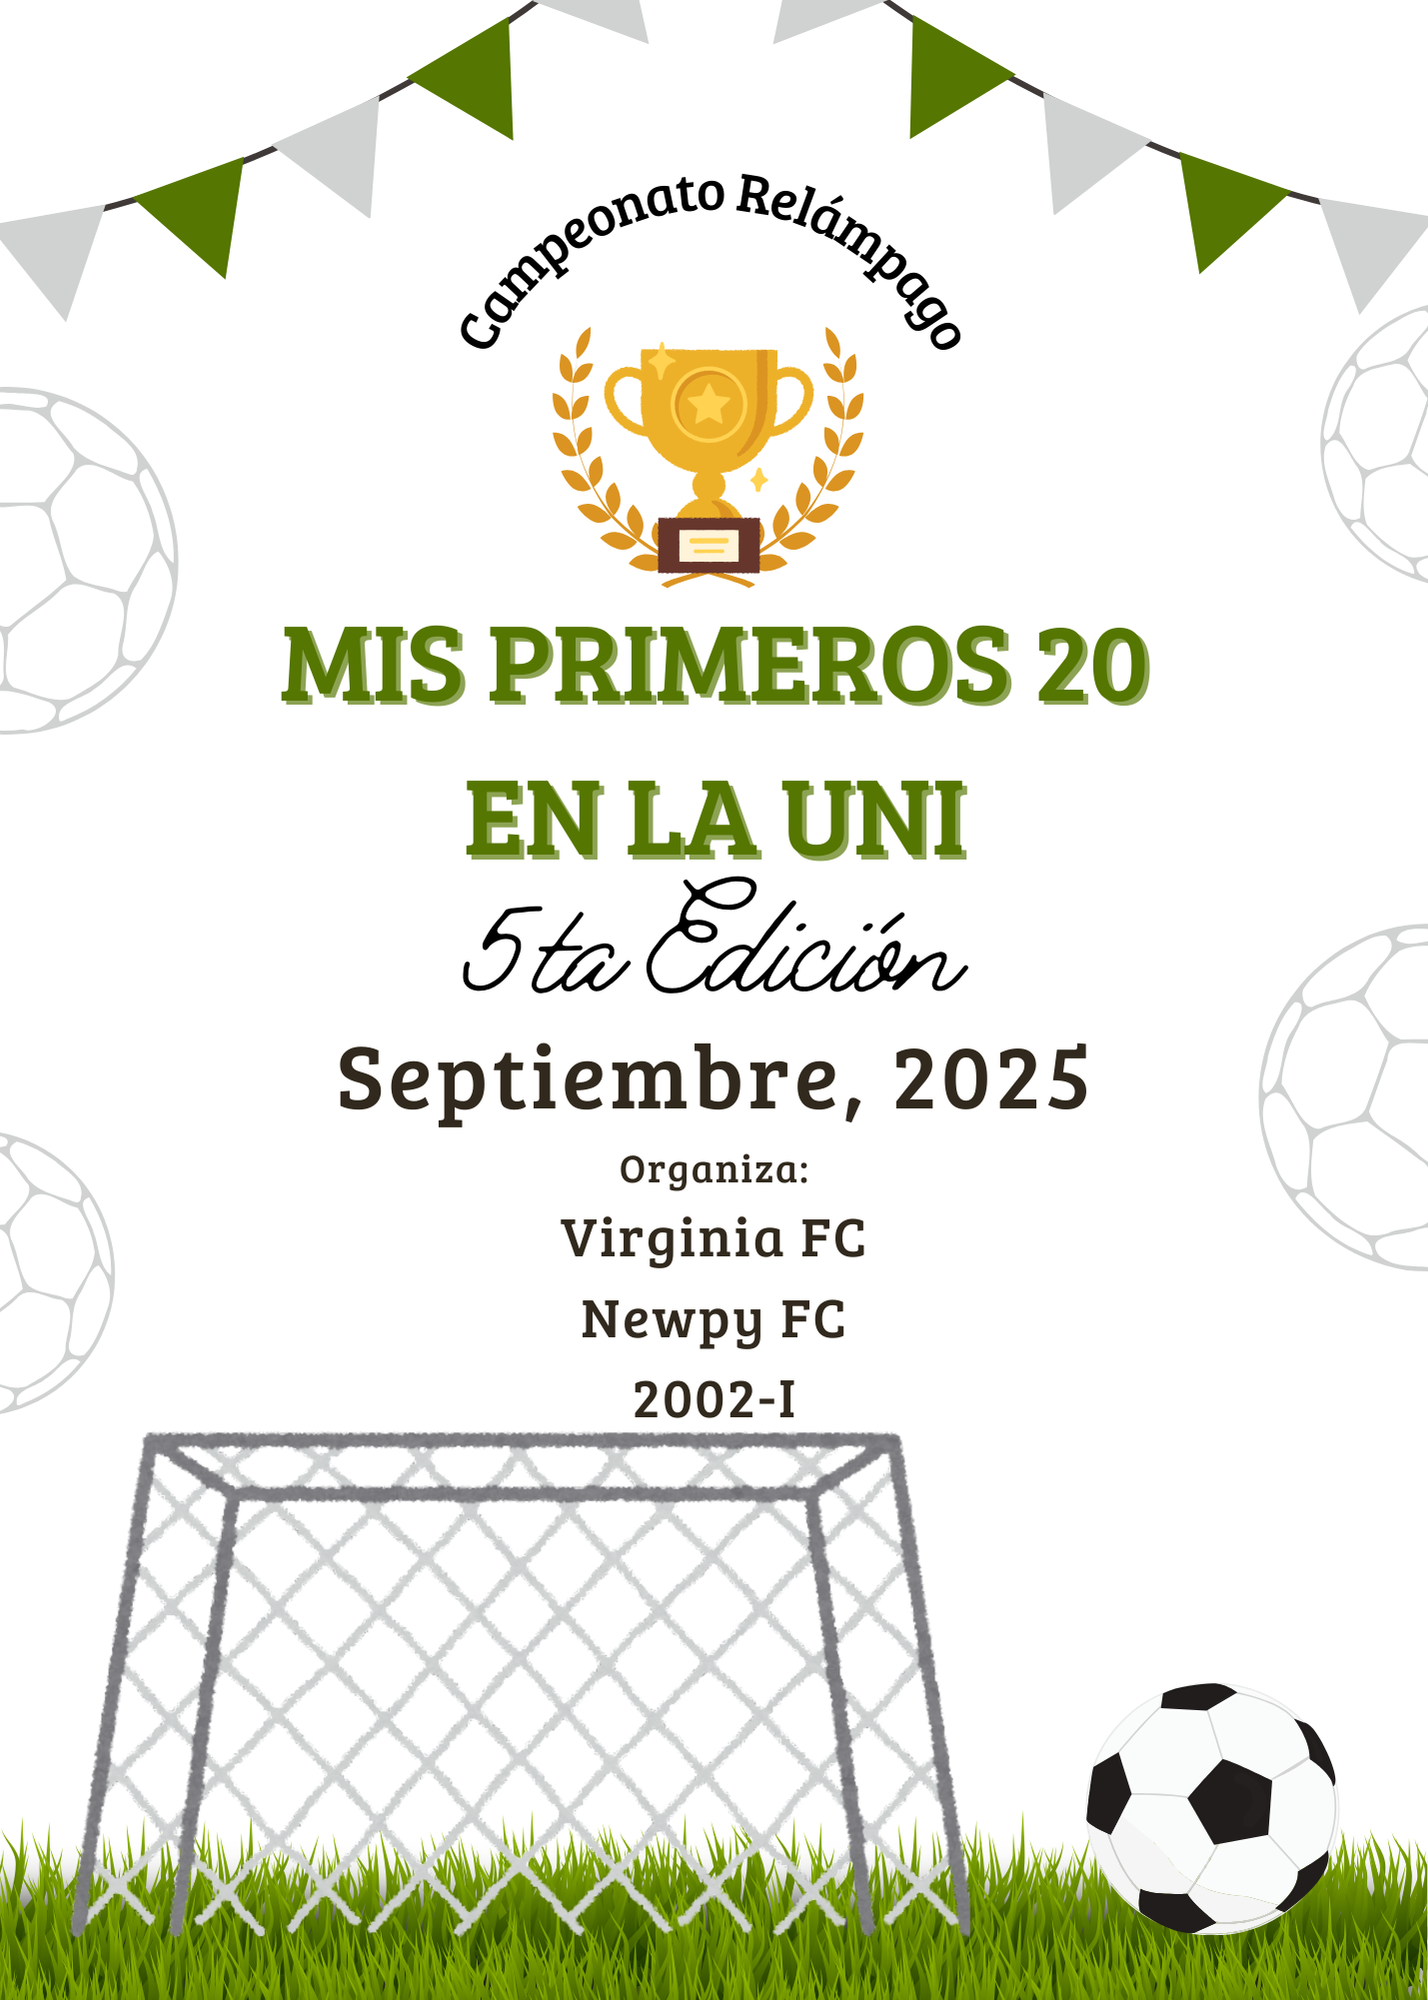 Campeonato Relámpago
MIS PRIMEROS 20
EN LA UNI
5ta Edición
Septiembre, 2025
Organiza:
Virginia FC
Newpy FC
2002-I